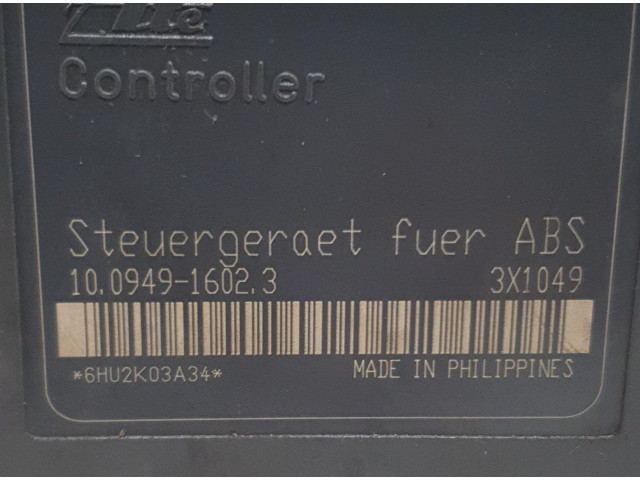 Controller
Steuergeraet fuer ABS
10.0949-1602.3 3X1049
*6HU2K03A34*
MADE IN PHILIPPINES